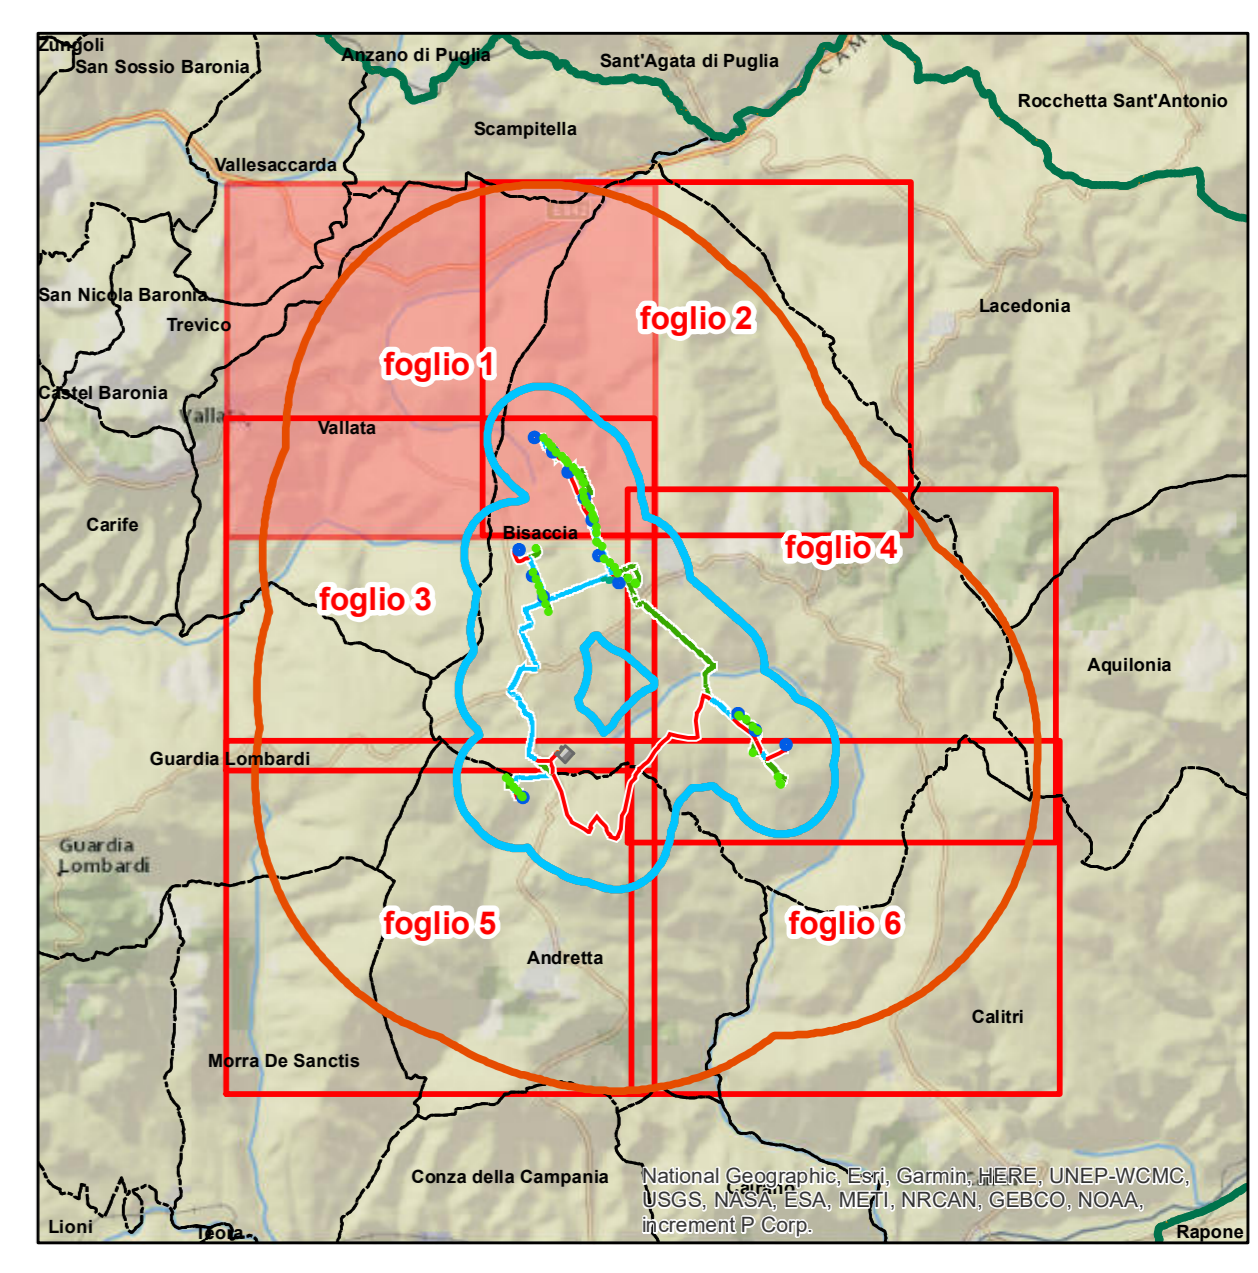 Zungoli
San Sossio Baronia
Anzano di Puglia
Sant'Agata di Puglia
Rocchetta Sant'Antonio
Scampitella
Vallesaccarda
San Nicola Baronia
Trevico
Lacedonia
foglio 2
foglio 1
Castel Baronia
Vallata
Vallata
Carife
Bisaccia
foglio 4
foglio 3
Aquilonia
Guardia Lombardi
Guardia
Lombardi
foglio 5
foglio 6
Andretta
Calitri
Morra De Sanctis
Conza della Campania
National Geographic, Esri, Garmin, HERE, UNEP-WCMC,
USGS, NASA, ESA, METI, NRCAN, GEBCO, NOAA,
increment P Corp.
Cairano
Lioni
Teora
Rapone